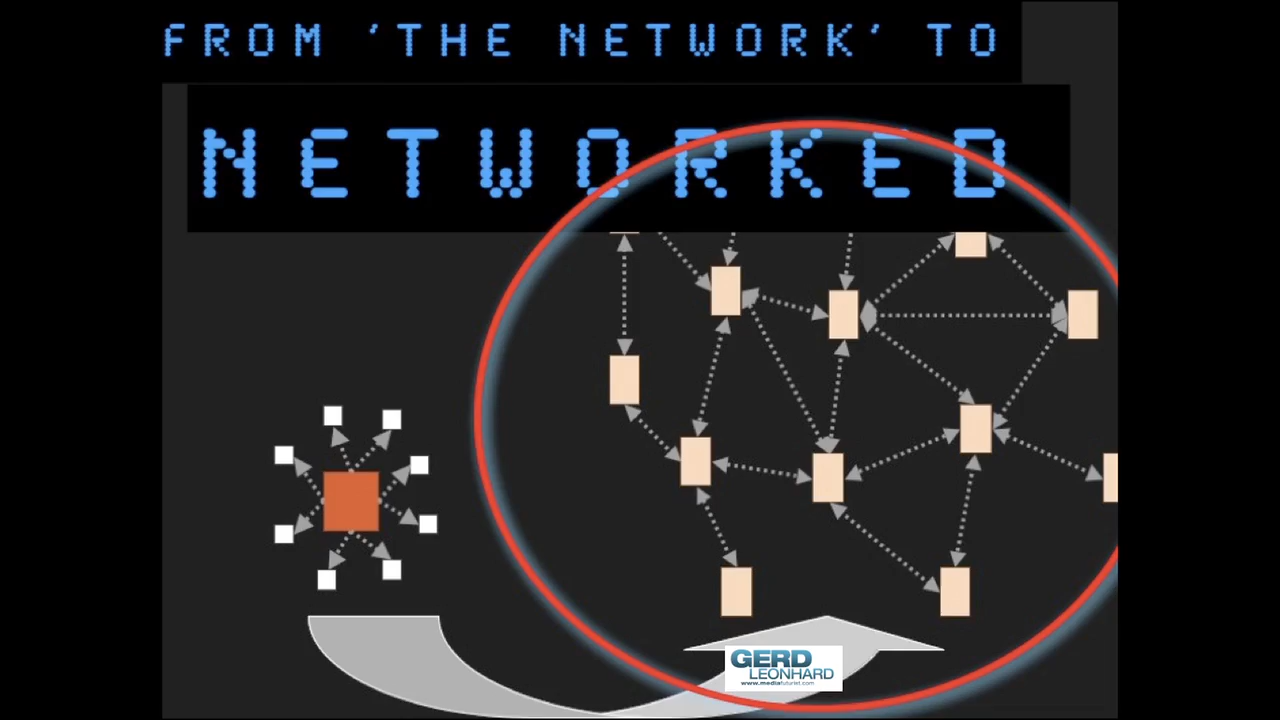 FROM 'THE NETWORK' TO
NETWORKED
GERD
LEONHARD
www.mediafuturist.com